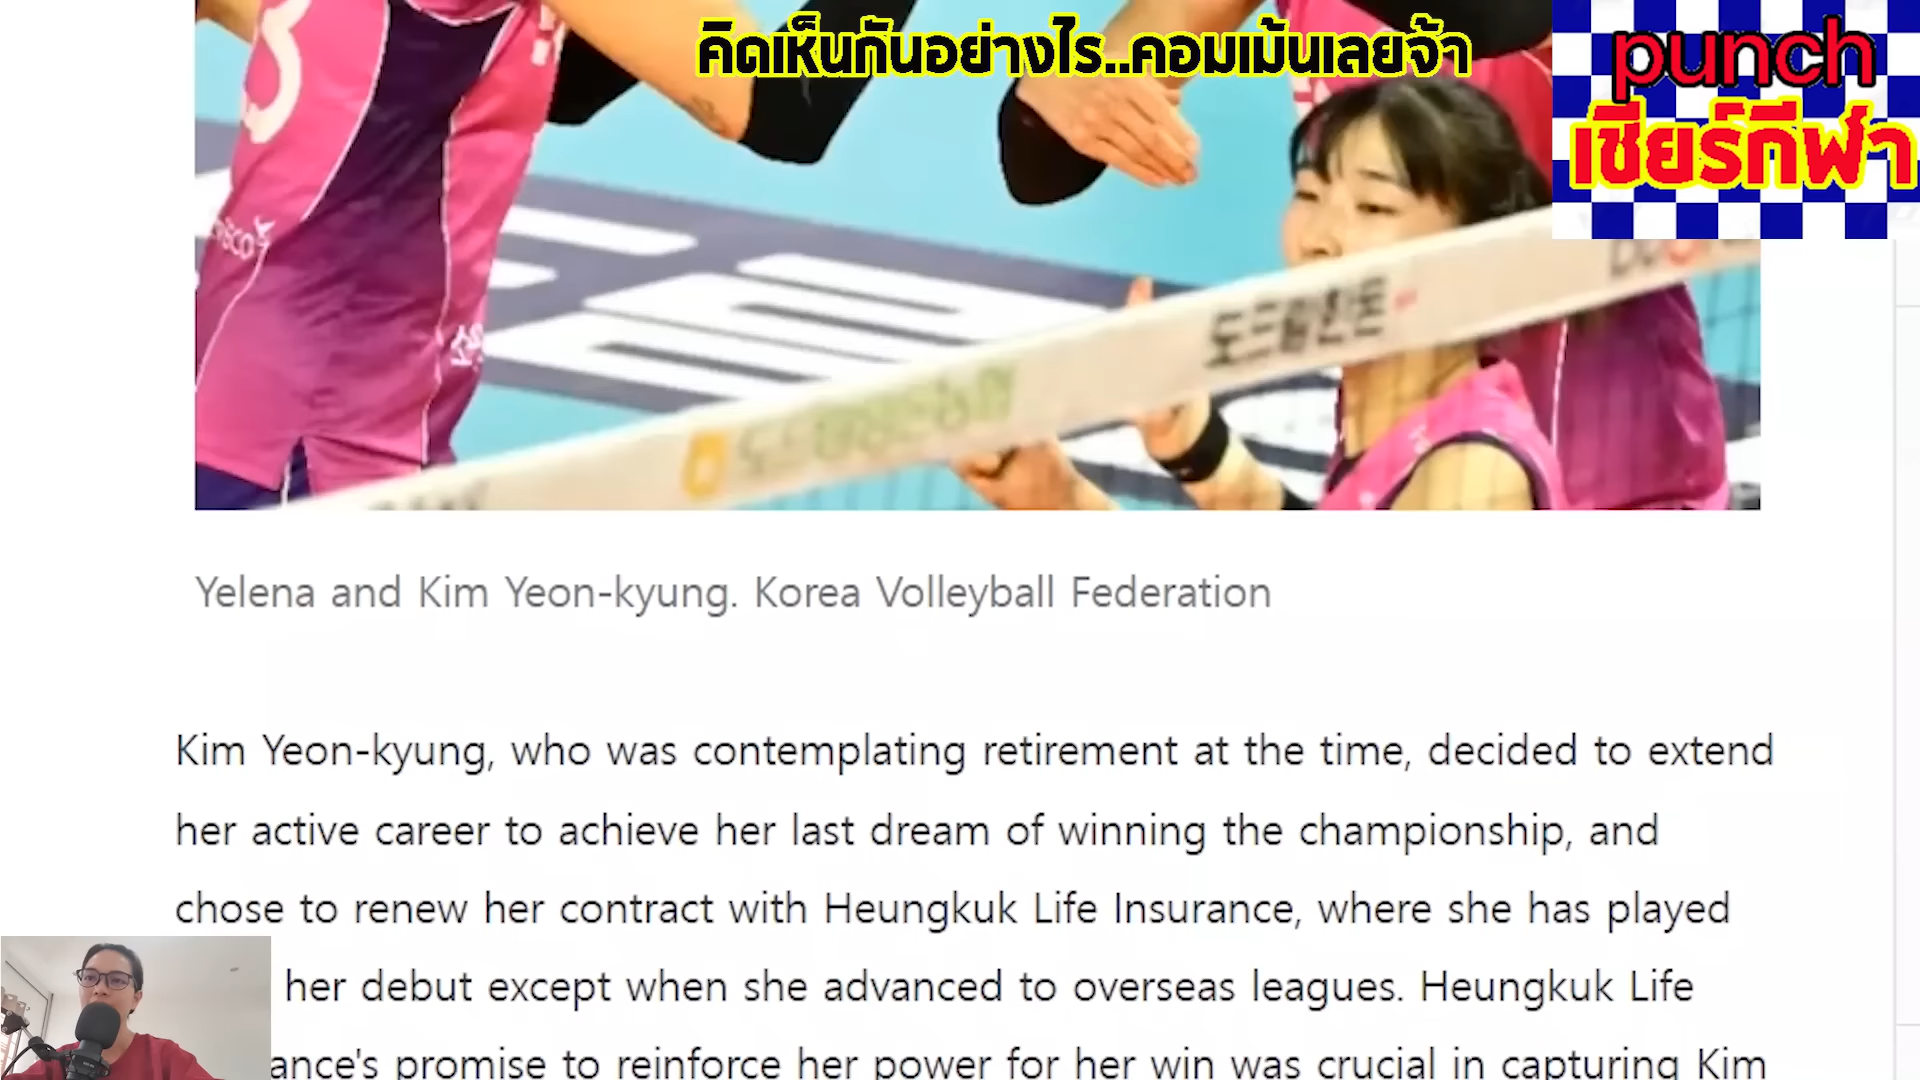 คิดเห็นกันอย่างไร..คอมเม้นเลยจ้า
punch
เชียร์กีฬา
도드람한돈
Yelena and Kim Yeon-kyung. Korea Volleyball Federation
Kim Yeon-kyung, who was contemplating retirement at the time, decided to extend
her active career to achieve her last dream of winning the championship, and
chose to renew her contract with Heungkuk Life Insurance, where she has played
her debut except when she advanced to overseas leagues. Heungkuk Life
ance's promise to reinforce her power for her win was crucial in capturing Kim